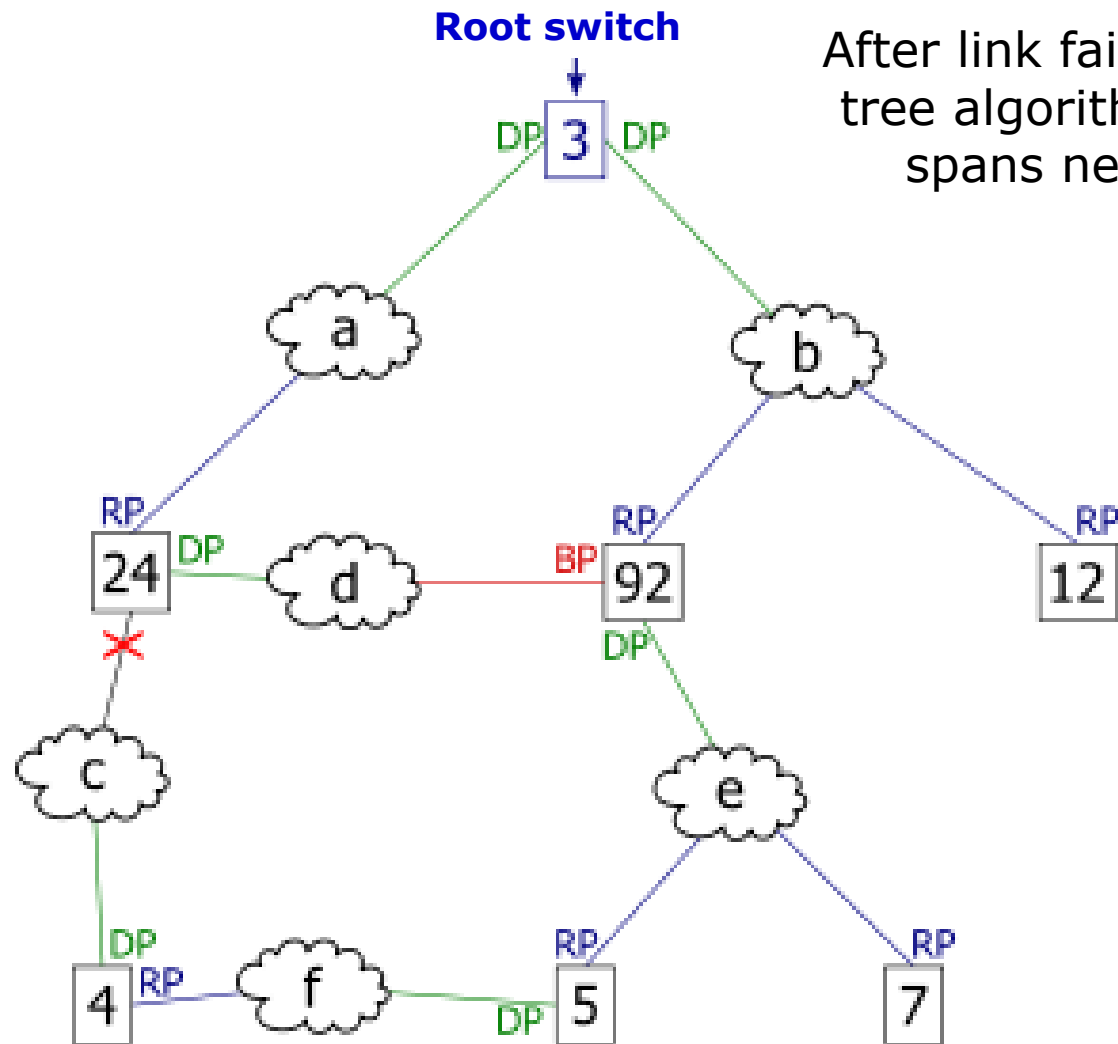 Root switch
After link fai
tree algorith
spans ne
3
DP
DP
a
b
RP
RP
RP
24
DP
d
BP
92
12
DP
c
e
DP
RP
RP
4
RP
f
DP
5
7